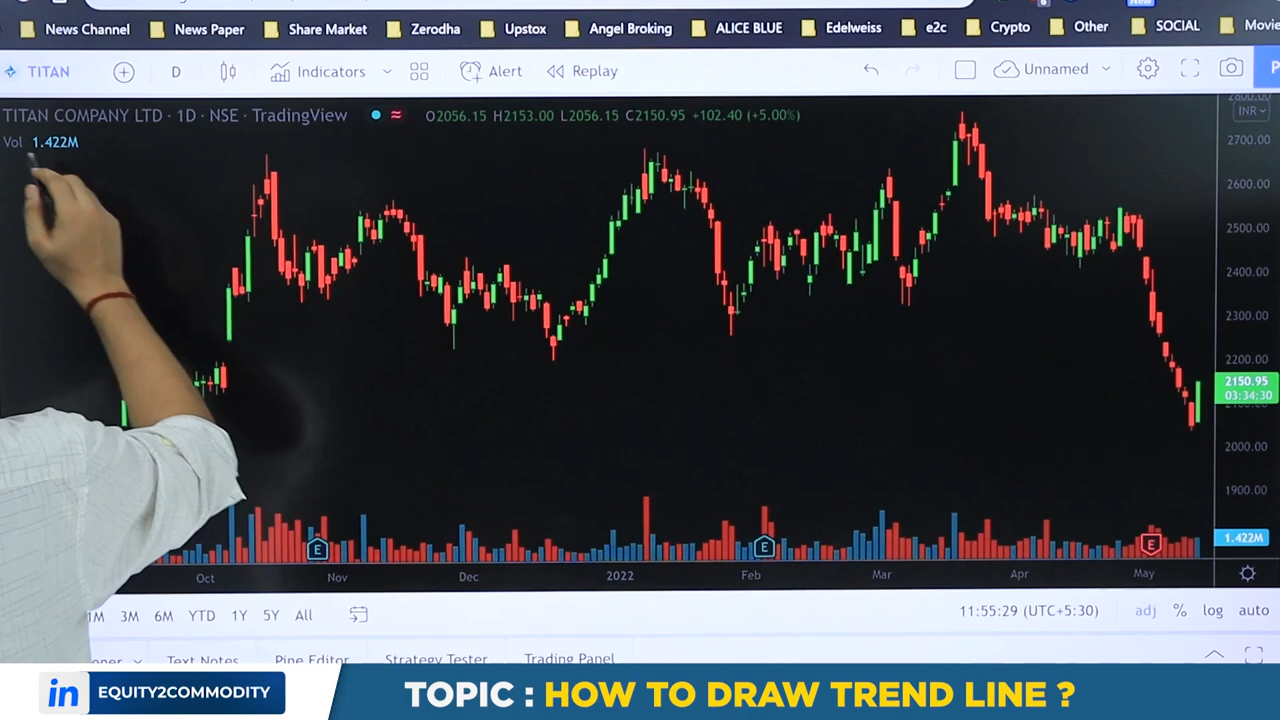 News Channel News Paper Share Market Zerodha Upstox Angel Broking ALICE BLUE Edelweiss e2c Crypto Other SOCIAL Movie
TITAN D Indicators Alert Replay Unnamed P
TITAN COMPANY LTD · 1D · NSE · TradingView O2056.15 H2153.00 L2056.15 C2150.95 +102.40 (+5.00%)
Vol 1.422M
2800.00
INR
2700.00
2600.00
2500.00
2400.00
2300.00
2200.00
2150.95
03:34:30
2000.00
1900.00
1.422M
E E E
Oct Nov Dec 2022 Feb Mar Apr May
1M 3M 6M YTD 1Y 5Y All 11:55:29 (UTC+5:30) adj % log auto
Text Notes Pine Editor Strategy Tester Trading Panel
in EQUITY2COMMODITY
TOPIC : HOW TO DRAW TREND LINE ?